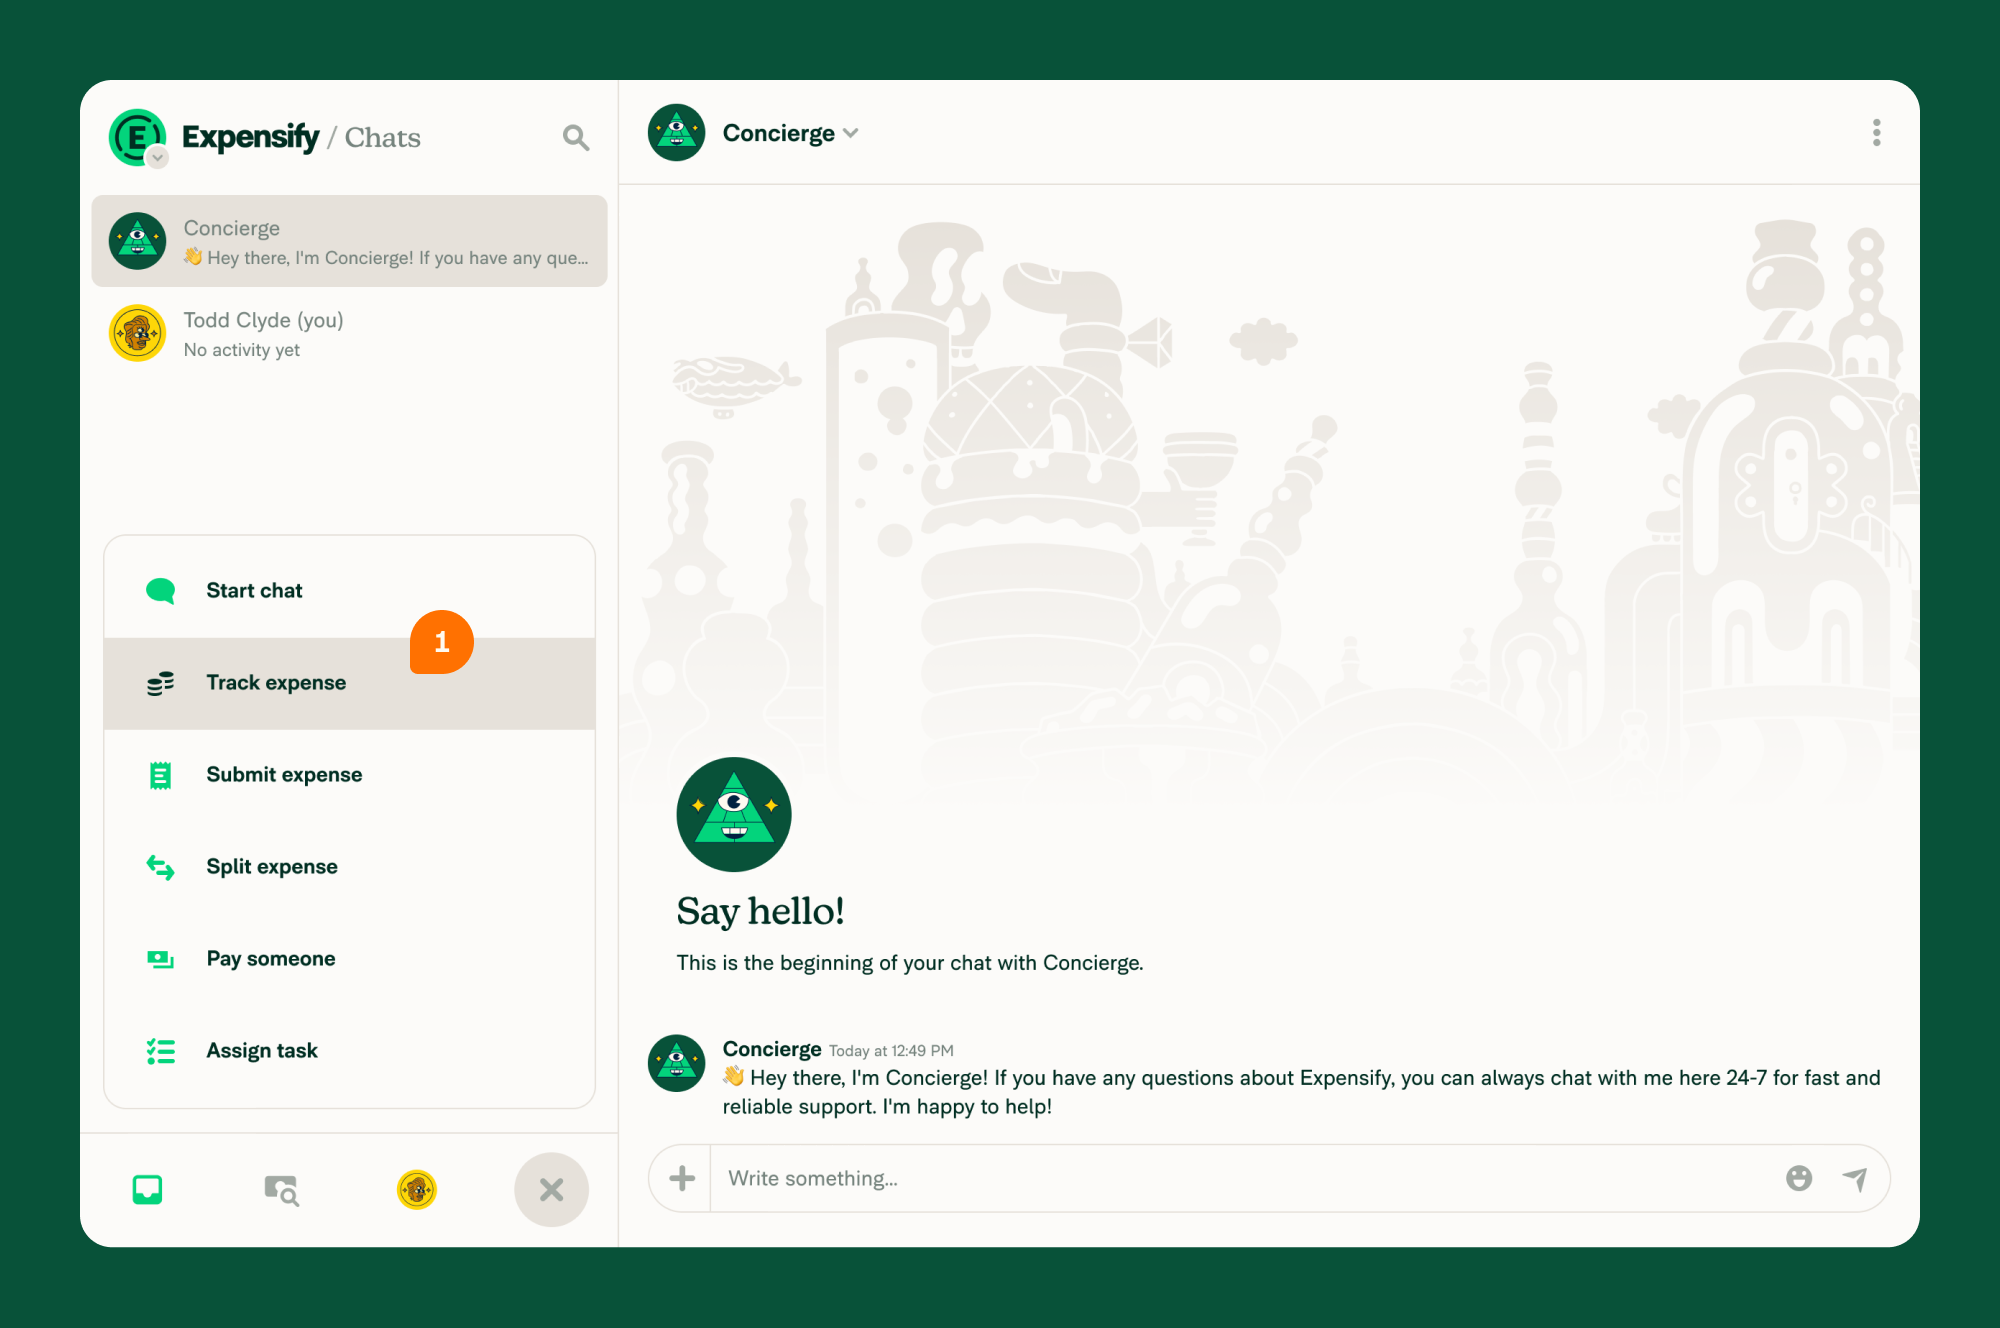 E Expensify / Chats
Concierge
👋 Hey there, I'm Concierge! If you have any que...
Todd Clyde (you)
No activity yet
Start chat
1
Track expense
Submit expense
Split expense
Pay someone
Assign task
Concierge
Say hello!
This is the beginning of your chat with Concierge.
Concierge Today at 12:49 PM
👋 Hey there, I'm Concierge! If you have any questions about Expensify, you can always chat with me here 24-7 for fast and
reliable support. I'm happy to help!
Write something...